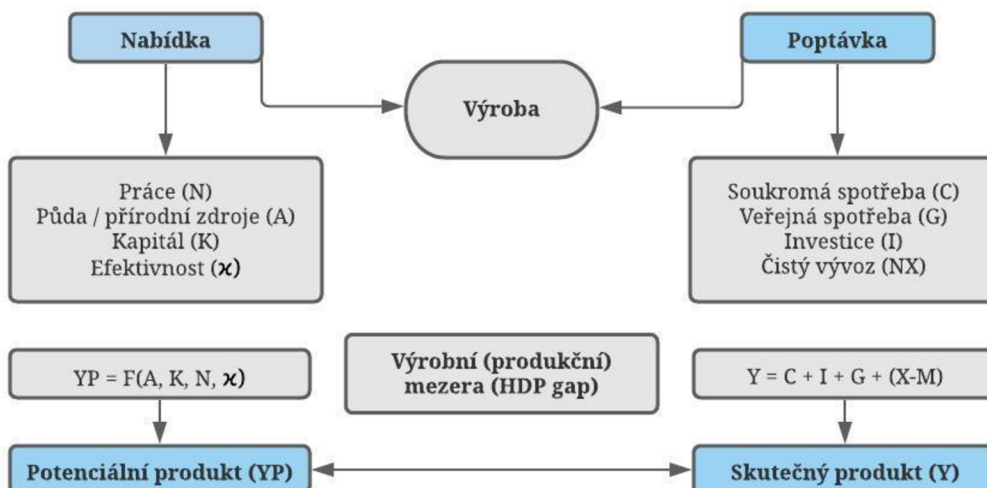 Nabídka
Poptávka
Výroba
Práce (N)
Půda / přírodní zdroje (A)
Kapitál (K)
Efektivnost (ϰ)
Soukromá spotřeba (C)
Veřejná spotřeba (G)
Investice (I)
Čistý vývoz (NX)
Výrobní (produkční)
mezera (HDP gap)
YP = F(A, K, N, ϰ)
Y = C + I + G + (X-M)
Potenciální produkt (YP)
Skutečný produkt (Y)